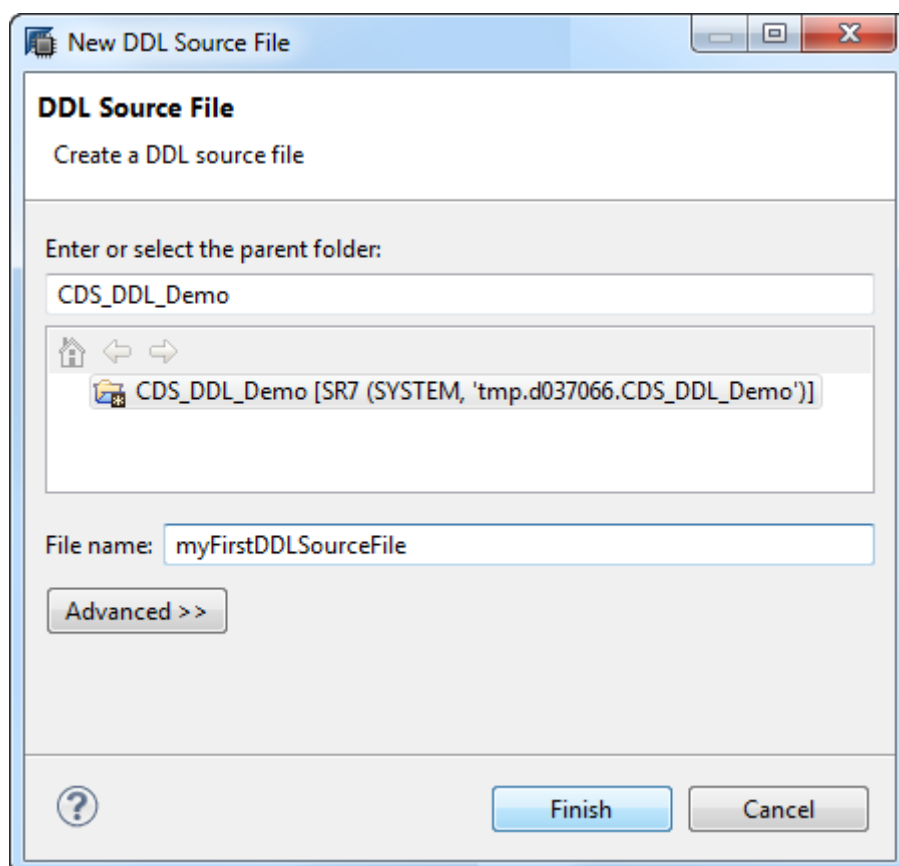 New DDL Source File
DDL Source File
Create a DDL source file
Enter or select the parent folder:
CDS_DDL_Demo
CDS_DDL_Demo [SR7 (SYSTEM, 'tmp.d037066.CDS_DDL_Demo')]
File name: myFirstDDLSourceFile
Advanced >>
? Finish Cancel